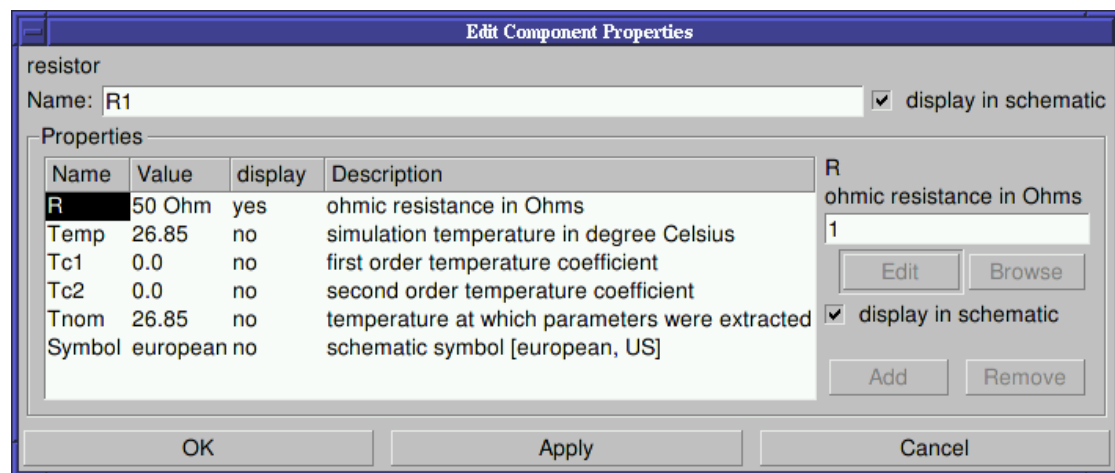 Edit Component Properties
resistor
Name: R1 display in schematic
Properties
Name Value display Description
R 50 Ohm yes ohmic resistance in Ohms
Temp 26.85 no simulation temperature in degree Celsius
Tc1 0.0 no first order temperature coefficient
Tc2 0.0 no second order temperature coefficient
Tnom 26.85 no temperature at which parameters were extracted
Symbol european no schematic symbol [european, US]
R
ohmic resistance in Ohms
1
Edit Browse
display in schematic
Add Remove
OK Apply Cancel